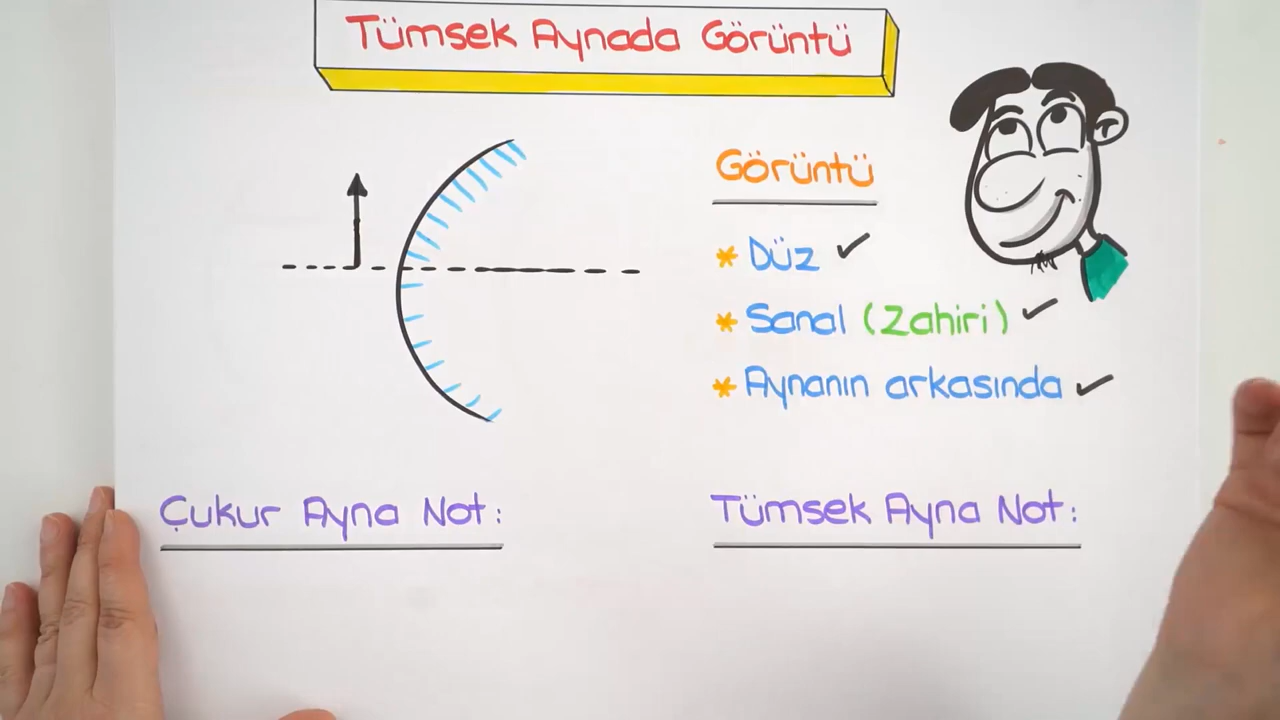 Tümsek Aynada Görüntü
Görüntü
* Düz ✓
* Sanal (Zahiri) ✓
* Aynanın arkasında ✓
Çukur Ayna Not:
Tümsek Ayna Not: